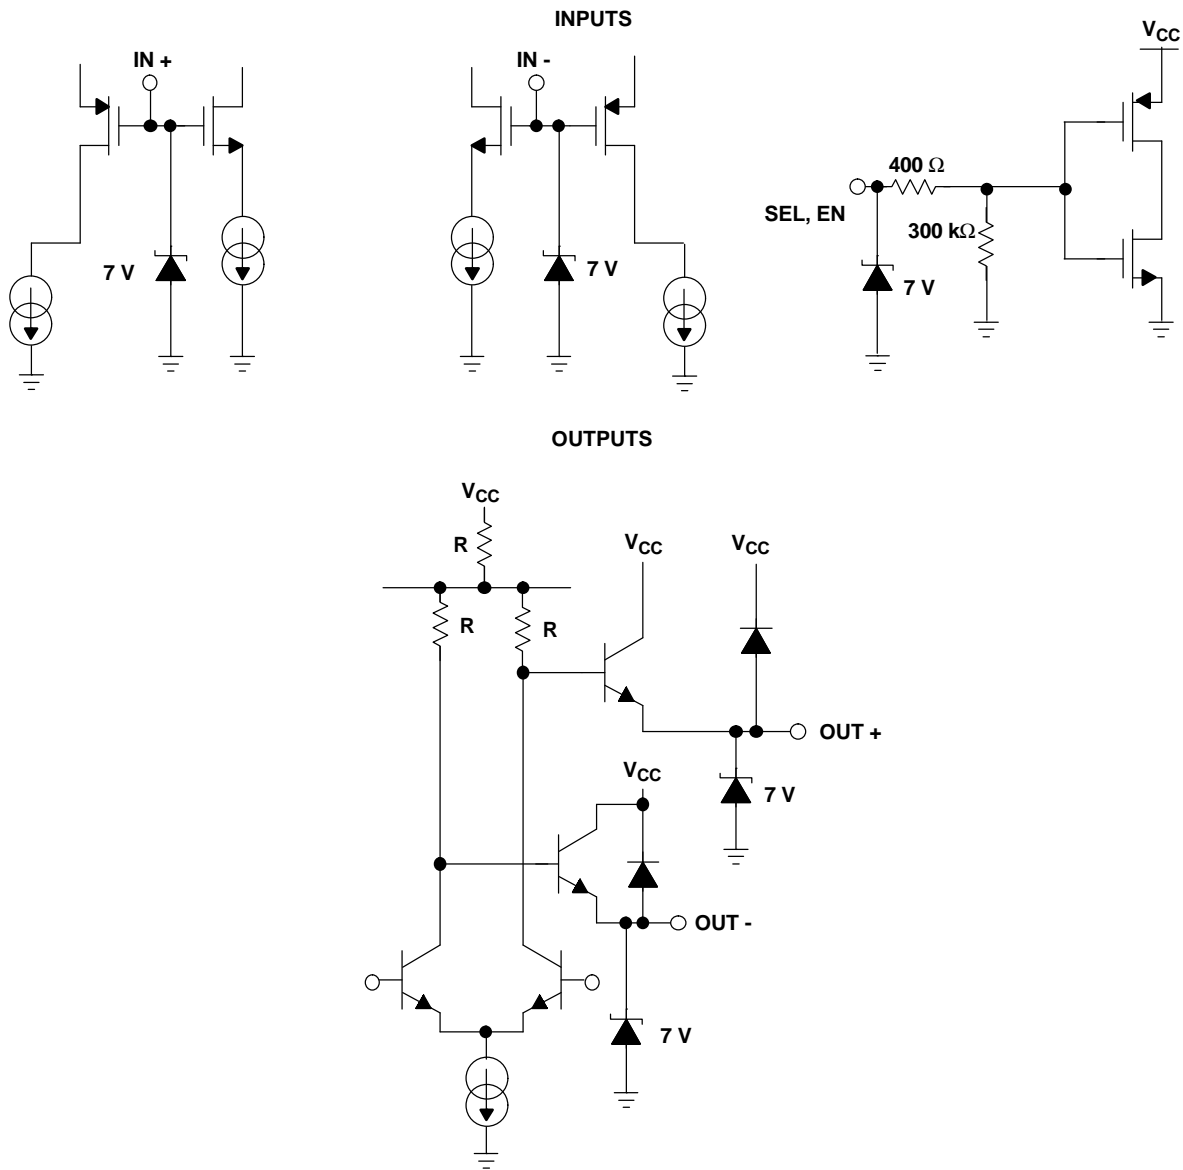 INPUTS
IN +
IN -
VCC
7 V
7 V
400 Ω
SEL, EN
300 kΩ
7 V
OUTPUTS
VCC
R
R
R
VCC
VCC
OUT +
7 V
VCC
OUT -
7 V